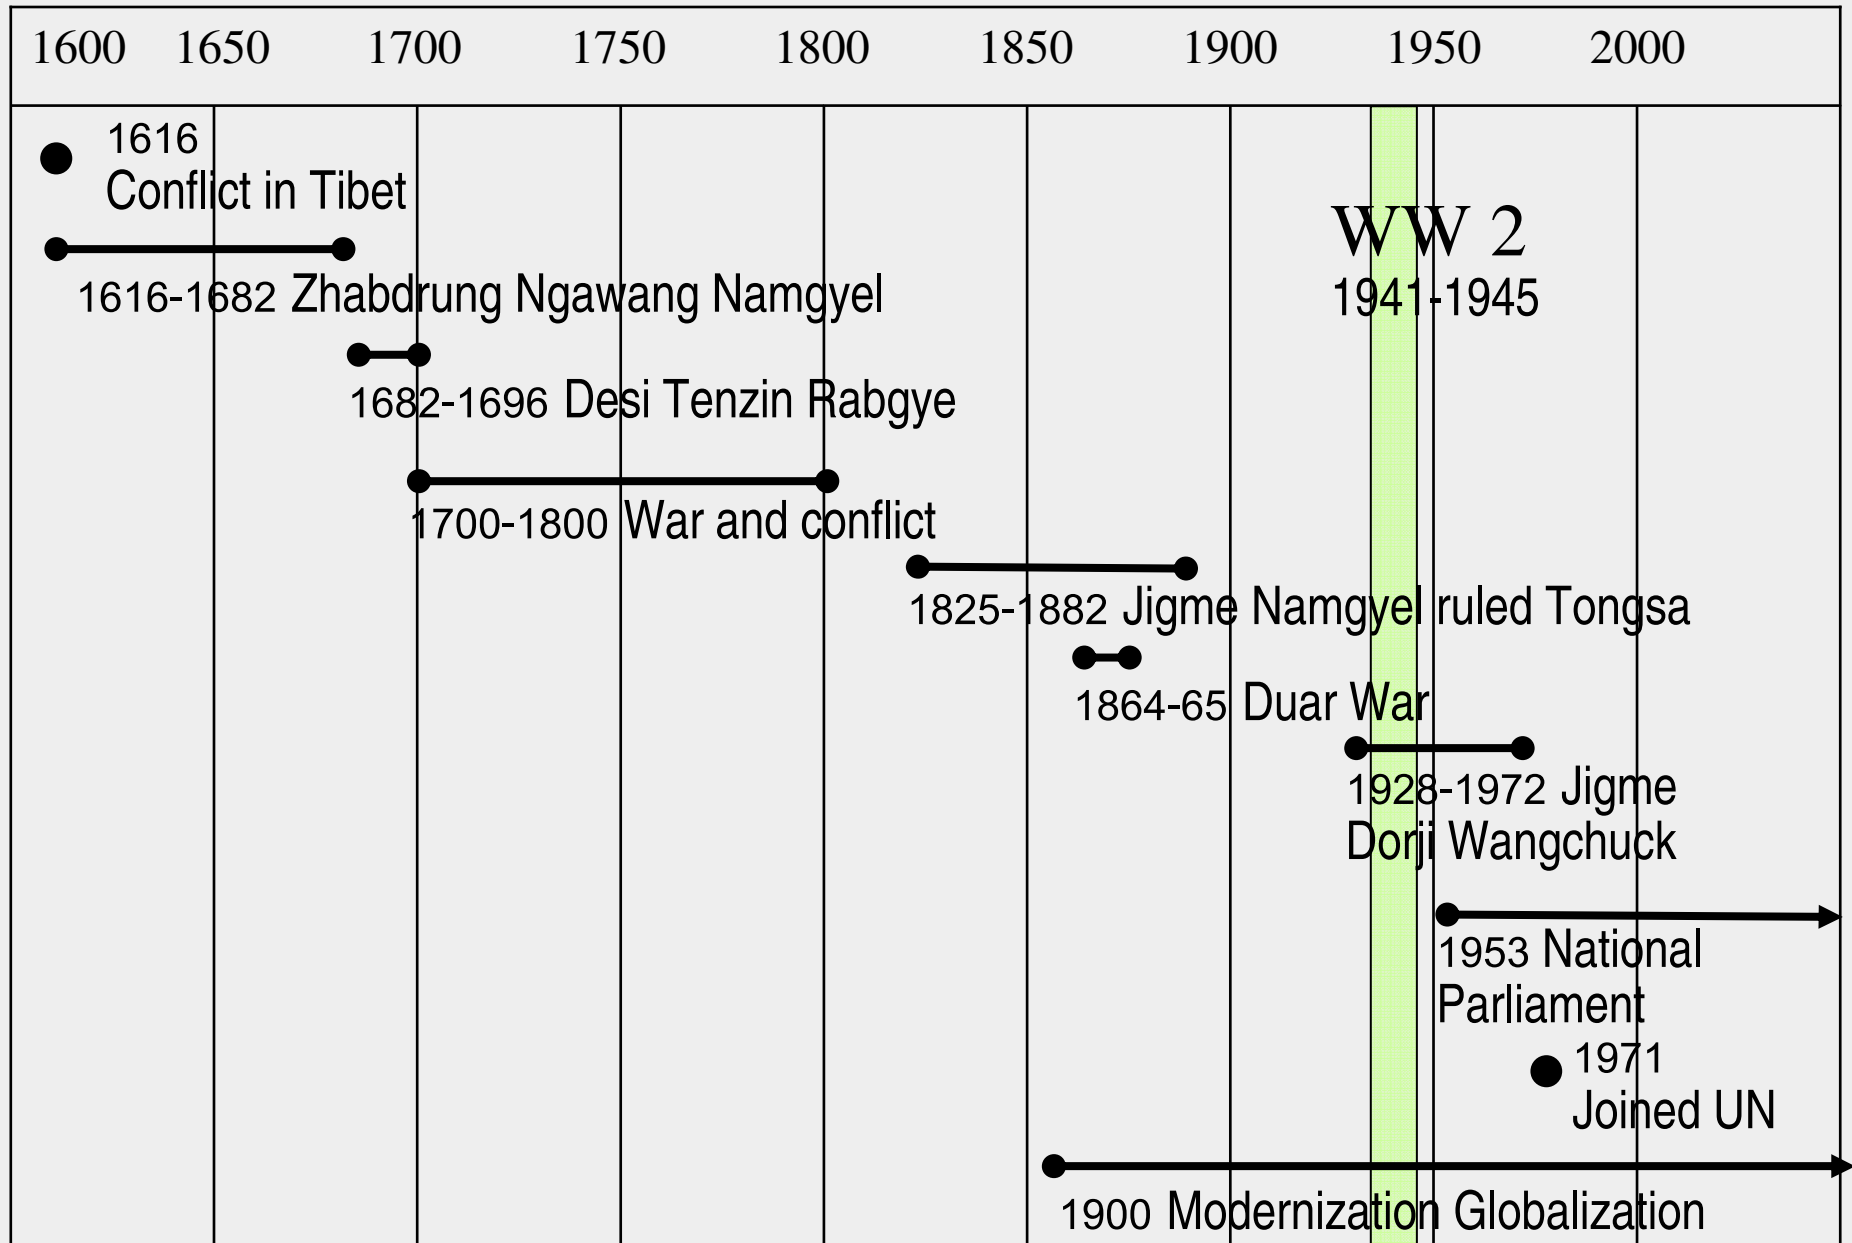 1600 1650 1700 1750 1800 1850 1900 1950 2000
1616
Conflict in Tibet
WW 2
1941-1945
1616-1682 Zhabdrung Ngawang Namgyel
1682-1696 Desi Tenzin Rabgye
1700-1800 War and conflict
1825-1882 Jigme Namgyel ruled Tongsa
1864-65 Duar War
1928-1972 Jigme
Dorji Wangchuck
1953 National
Parliament
1971
Joined UN
1900 Modernization Globalization